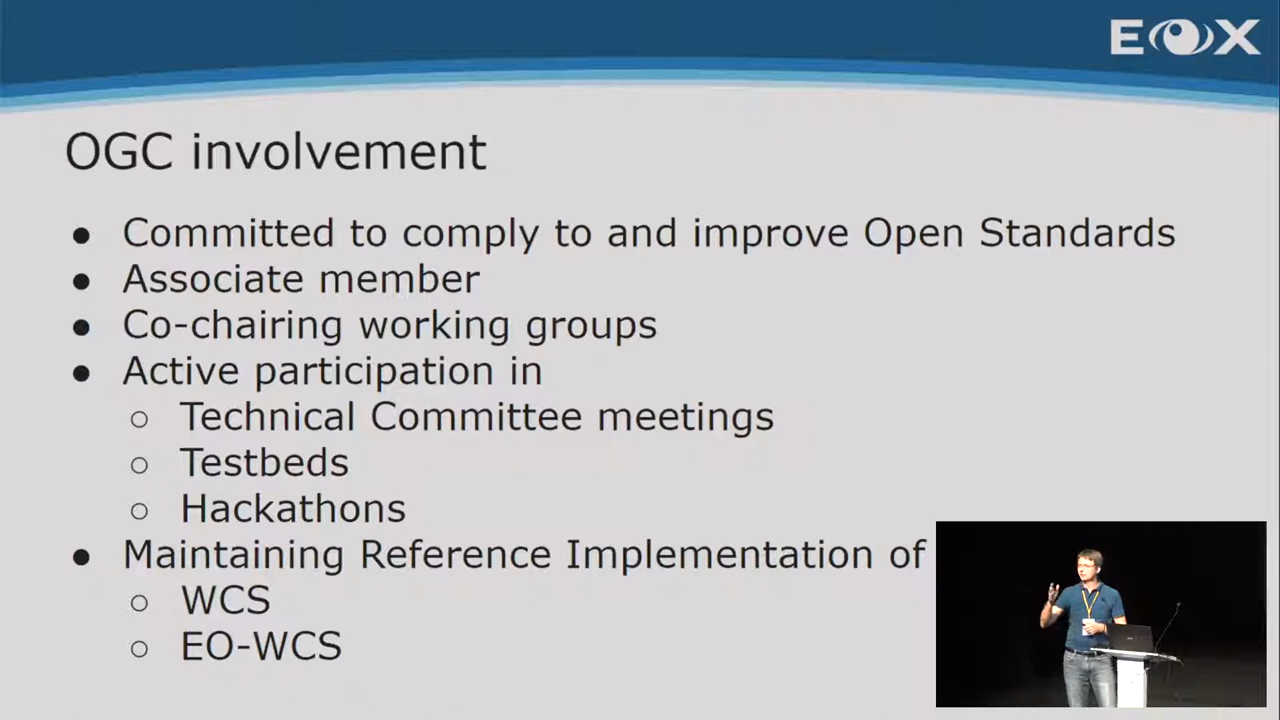 EOX
OGC involvement
● Committed to comply to and improve Open Standards
● Associate member
● Co-chairing working groups
● Active participation in
○ Technical Committee meetings
○ Testbeds
○ Hackathons
● Maintaining Reference Implementation of
○ WCS
○ EO-WCS